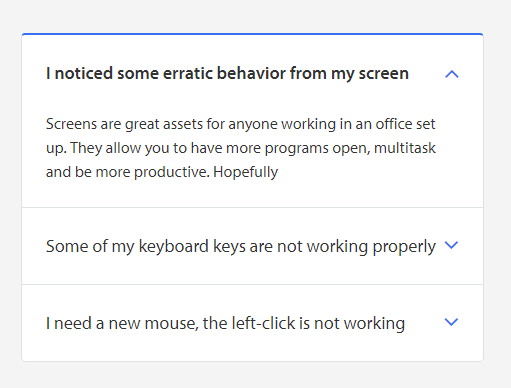 I noticed some erratic behavior from my screen
Screens are great assets for anyone working in an office set
up. They allow you to have more programs open, multitask
and be more productive. Hopefully
Some of my keyboard keys are not working properly
I need a new mouse, the left-click is not working